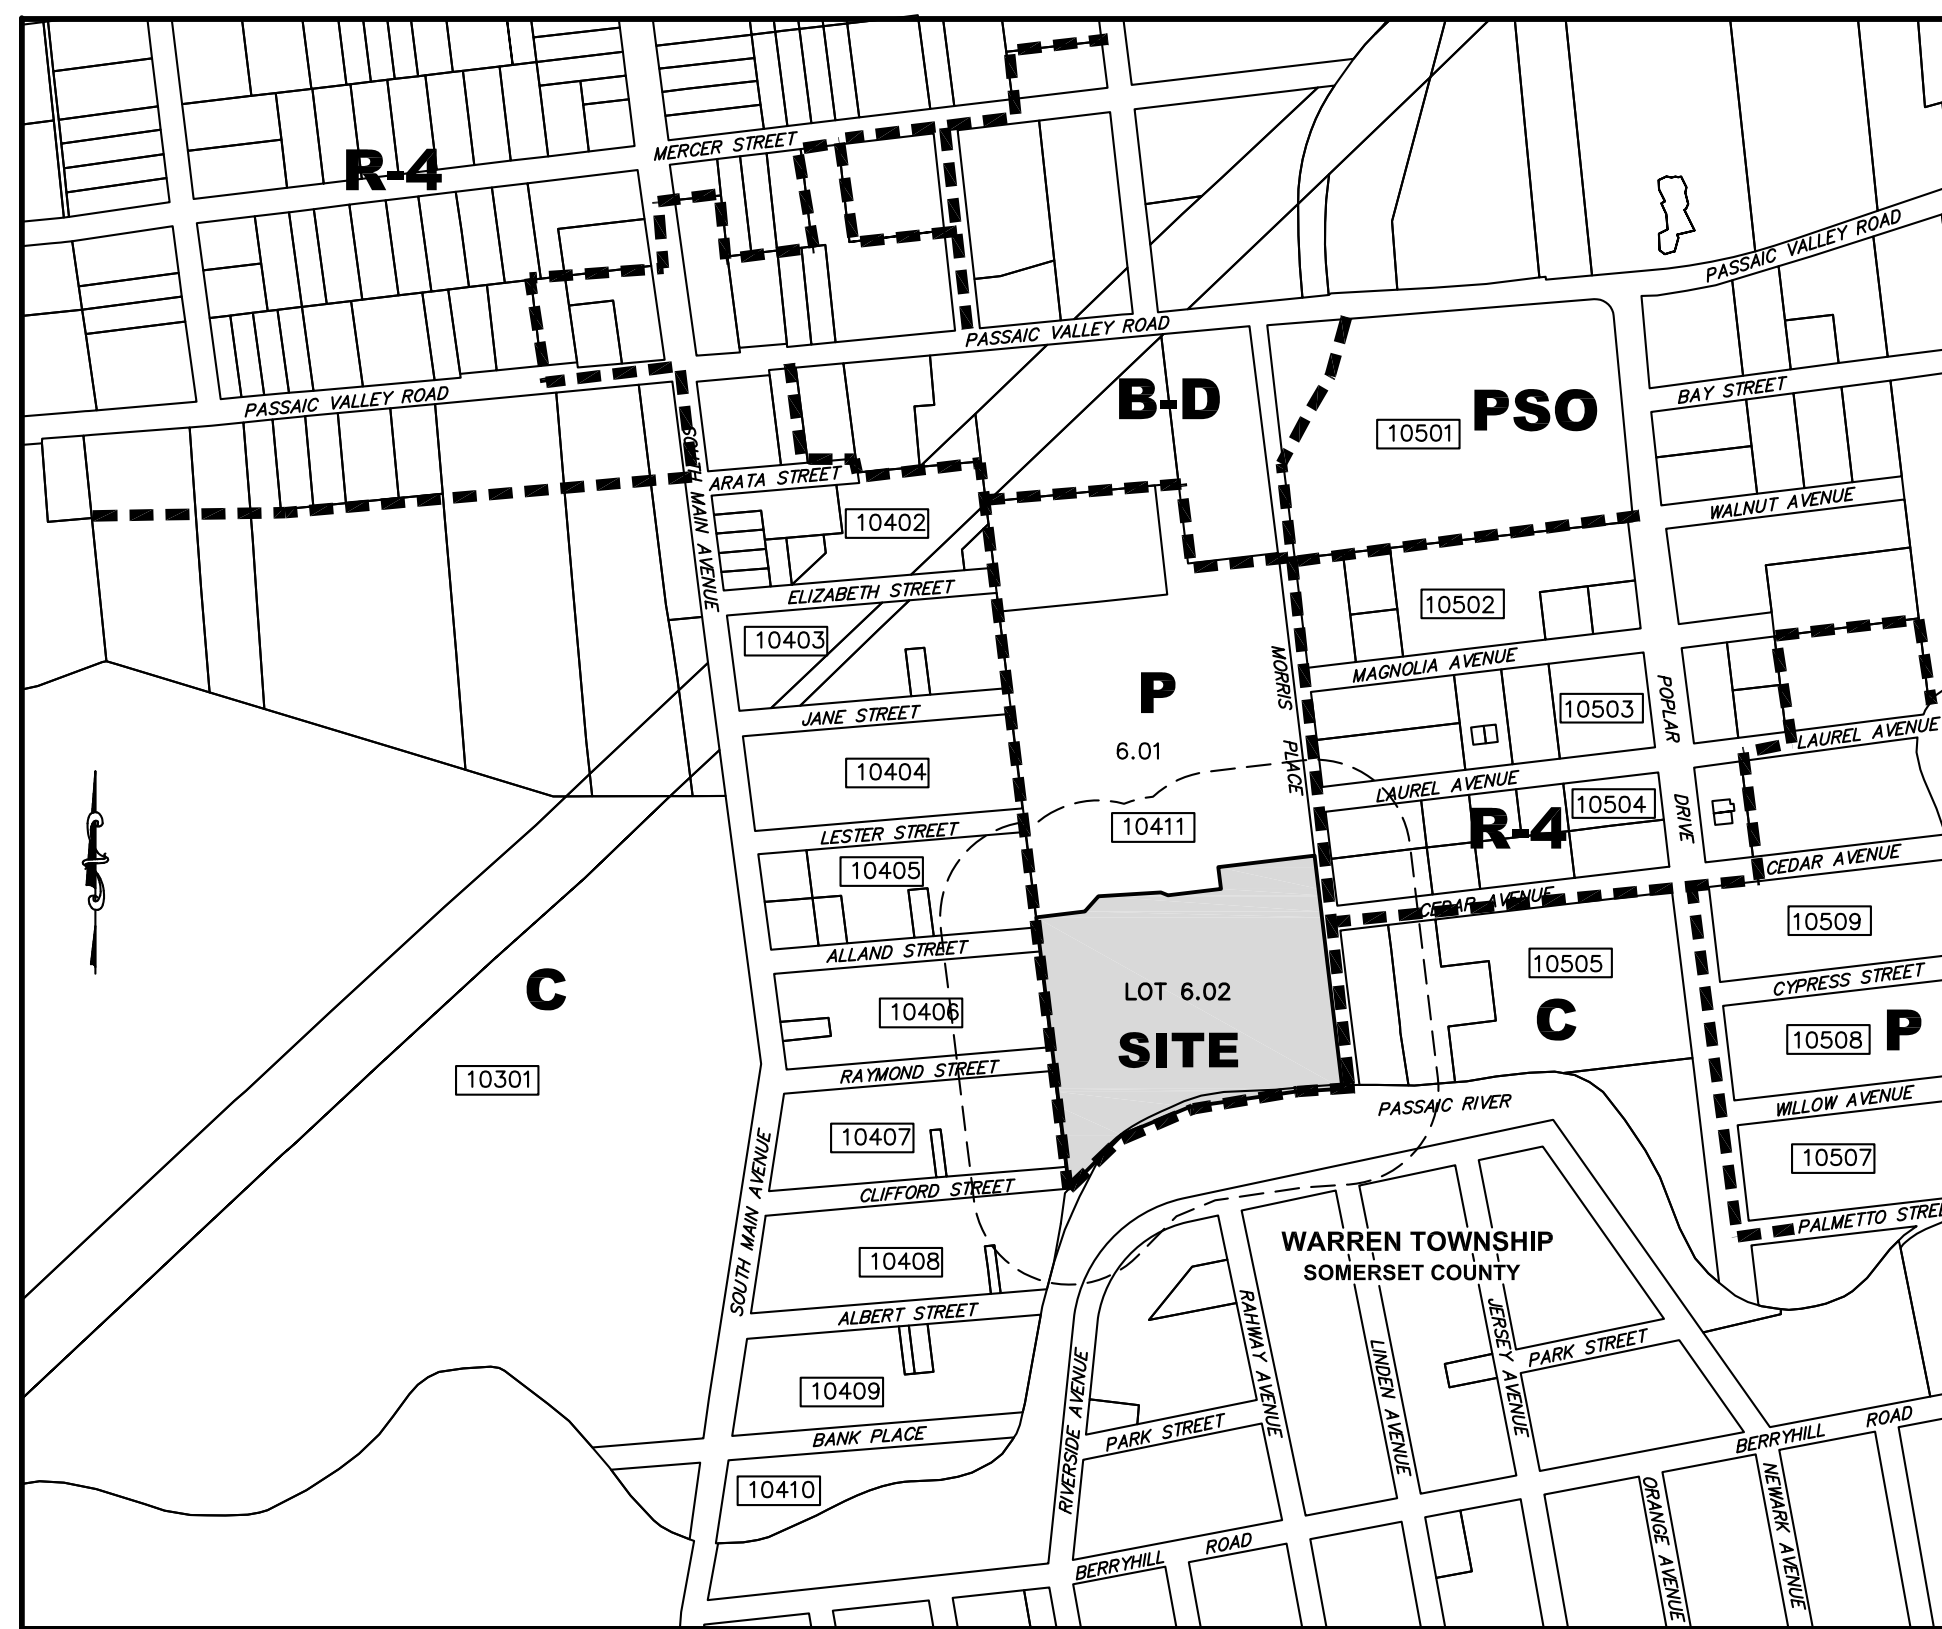 MERCER STREET
R-4
PASSAIC VALLEY ROAD
PASSAIC VALLEY ROAD
PASSAIC VALLEY ROAD
B-D
PSO
10501
BAY STREET
SOUTH MAIN AVENUE
ARATA STREET
10402
WALNUT AVENUE
ELIZABETH STREET
10502
10403
MORRIS PLACE
MAGNOLIA AVENUE
P
POPLAR DRIVE
10503
JANE STREET
6.01
LAUREL AVENUE
10404
LAUREL AVENUE
10504
LESTER STREET
10411
R-4
CEDAR AVENUE
10405
CEDAR AVENUE
10509
ALLAND STREET
10505
C
LOT 6.02
CYPRESS STREET
10406
SITE
C
10508
P
10301
RAYMOND STREET
PASSAIC RIVER
WILLOW AVENUE
10407
10507
SOUTH MAIN AVENUE
CLIFFORD STREET
PALMETTO STREE
10408
WARREN TOWNSHIP
SOMERSET COUNTY
ALBERT STREET
RAHWAY AVENUE
LINDEN AVENUE
JERSEY AVENUE
PARK STREET
10409
RIVERSIDE AVENUE
BANK PLACE
PARK STREET
BERRYHILL ROAD
10410
ORANGE AVENUE
NEWARK AVENUE
BERRYHILL ROAD